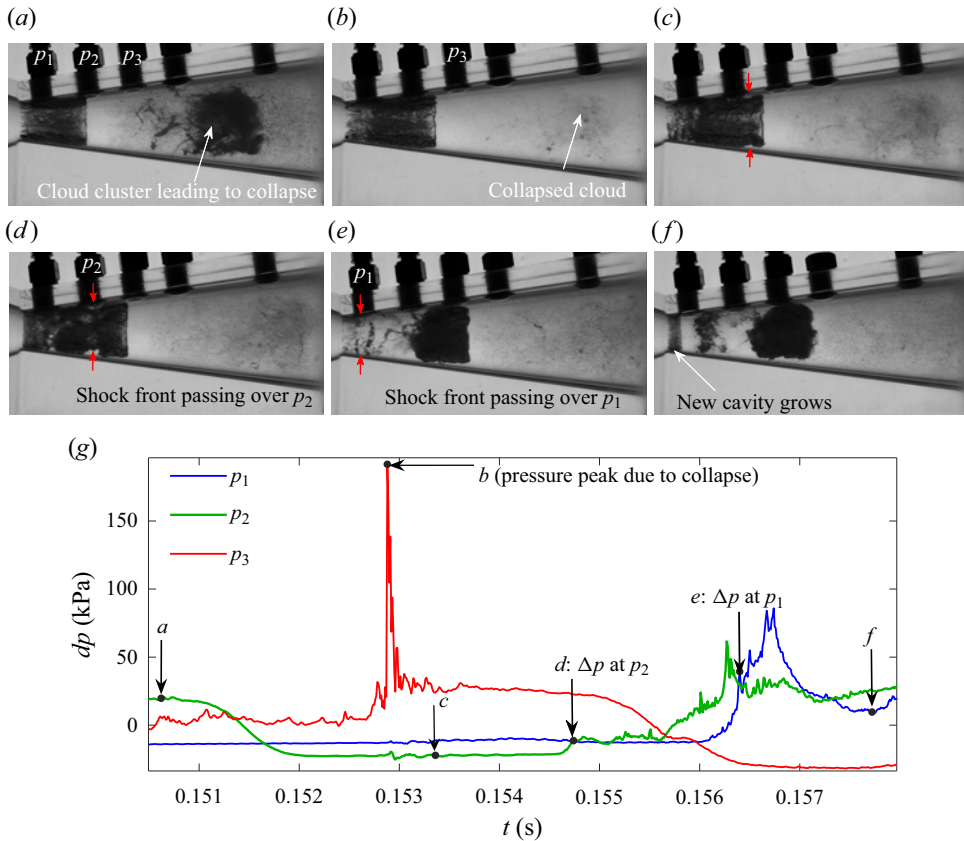 (a)
(b)
(c)
p1 p2 p3
p3
Cloud cluster leading to collapse
Collapsed cloud
(d)
(e)
(f)
p2
p1
Shock front passing over p2
Shock front passing over p1
New cavity grows
(g)
b (pressure peak due to collapse)
p1
p2
p3
150
100
50
0
dp (kPa)
a
c
d: Δp at p2
e: Δp at p1
f
0.151 0.152 0.153 0.154 0.155 0.156 0.157
t (s)